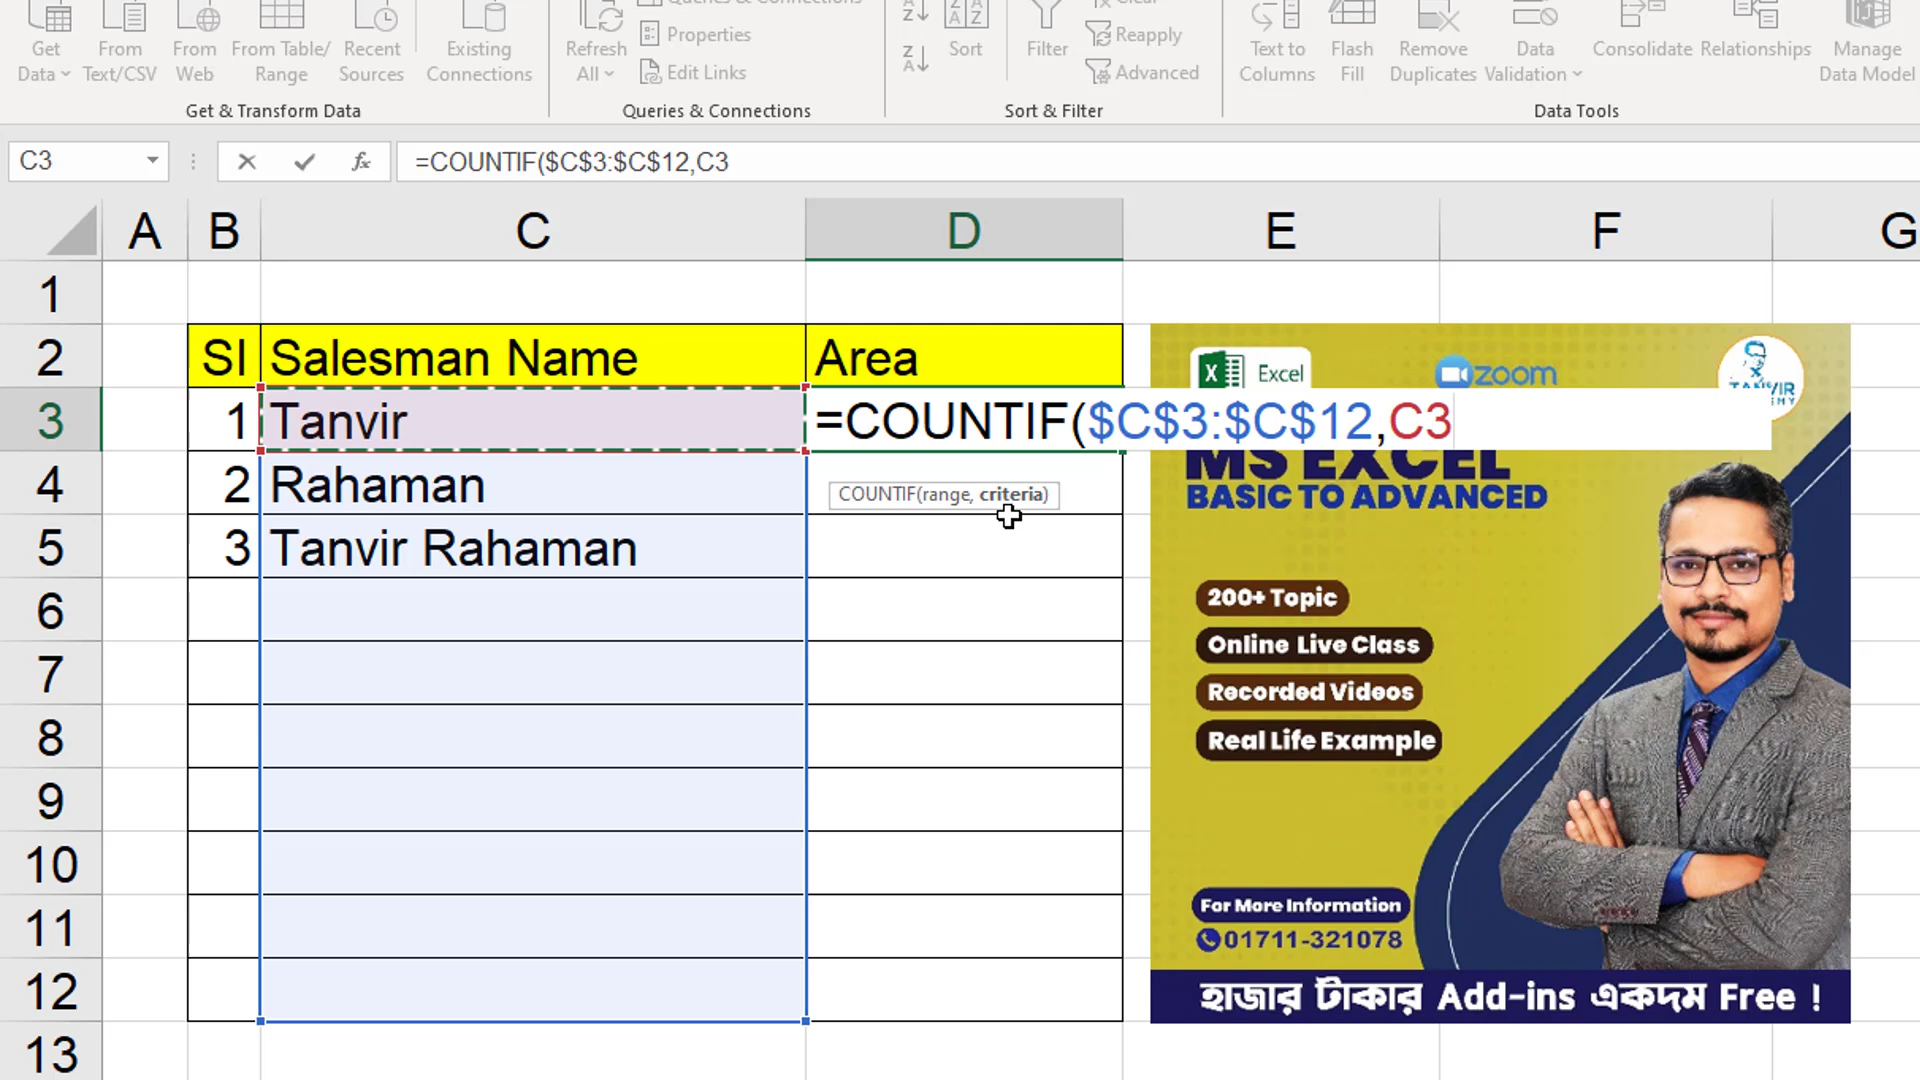 Queries & Connections
Clear
Get Data
From Text/CSV
From Web
From Table/ Range
Recent Sources
Existing Connections
Refresh All
Properties
Edit Links
Sort
Filter
Reapply
Advanced
Text to Columns
Flash Fill
Remove Duplicates
Data Validation
Consolidate
Relationships
Manage Data Model
Get & Transform Data
Queries & Connections
Sort & Filter
Data Tools
C3
fx
=COUNTIF($C$3:$C$12,C3
A B C D E F G
1
2 SI Salesman Name Area
3 1 Tanvir =COUNTIF($C$3:$C$12,C3
4 2 Rahaman
COUNTIF(range, criteria)
5 3 Tanvir Rahaman
6
7
8
9
10
11
12
13
Excel
zoom
MS EXCEL
BASIC TO ADVANCED
200+ Topic
Online Live Class
Recorded Videos
Real Life Example
For More Information
01711-321078
হাজার টাকার Add-ins একদম Free !